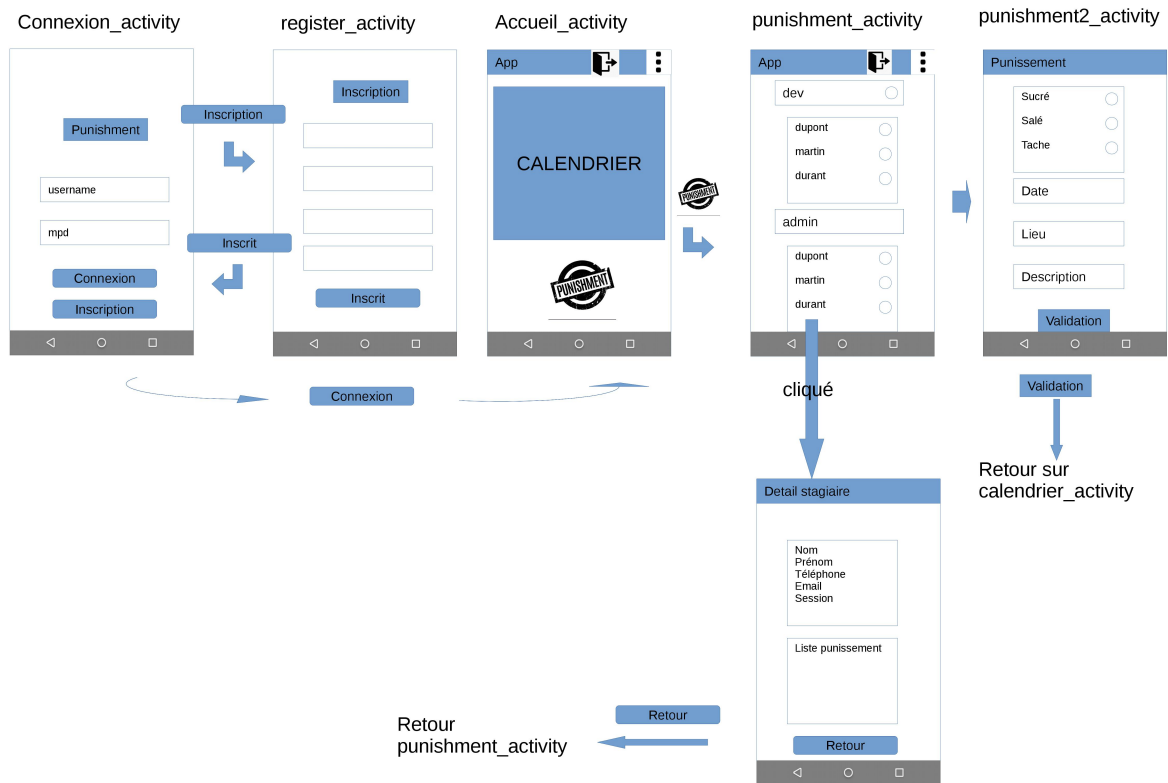 Connexion_activity
Punishment
username
mpd
Connexion
Inscription
Inscription
Inscrit
register_activity
Inscription
Inscrit
Connexion
Accueil_activity
App
CALENDRIER
PUNISHMENT
PUNISHMENT
punishment_activity
App
dev
dupont
martin
durant
admin
dupont
martin
durant
cliqué
punishment2_activity
Punissement
Sucré
Salé
Tache
Date
Lieu
Description
Validation
Validation
Retour sur
calendrier_activity
Detail stagiaire
Nom
Prénom
Téléphone
Email
Session
Liste punissement
Retour
Retour
Retour
punishment_activity